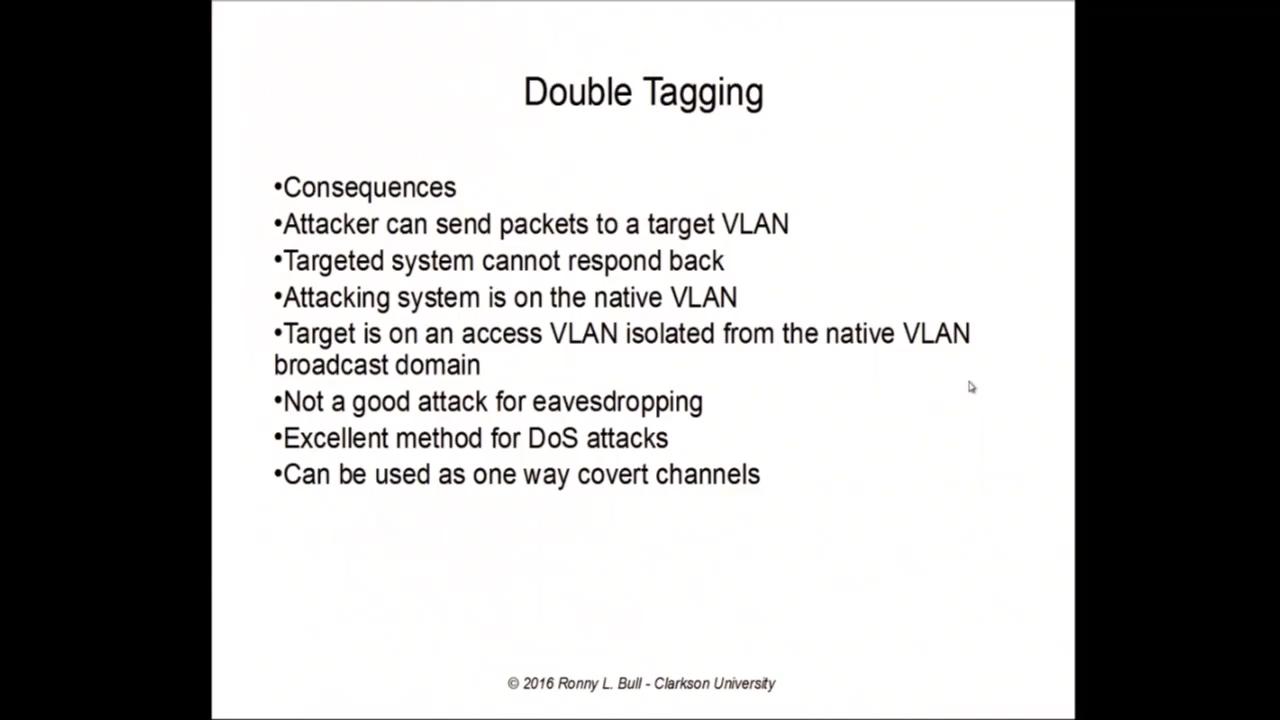 Double Tagging
•Consequences
•Attacker can send packets to a target VLAN
•Targeted system cannot respond back
•Attacking system is on the native VLAN
•Target is on an access VLAN isolated from the native VLAN
broadcast domain
•Not a good attack for eavesdropping
•Excellent method for DoS attacks
•Can be used as one way covert channels
© 2016 Ronny L. Bull - Clarkson University